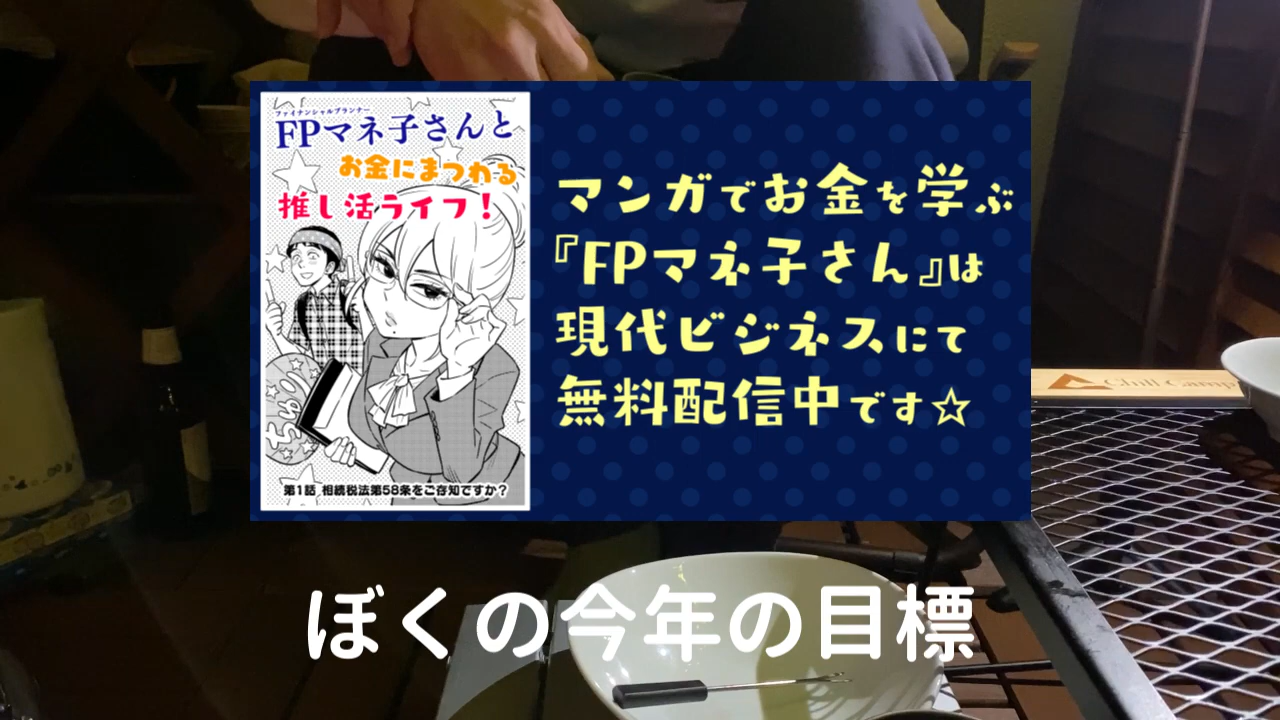 ファイナンシャルプランナー
FPマネ子さんと
お金にまつわる
推し活ライフ！
ちゅの
第1話 相続税法第58条をご存知ですか？
マンガでお金を学ぶ
『FPマネ子さん』は
現代ビジネスにて
無料配信中です☆
Chill Camp
ぼくの今年の目標